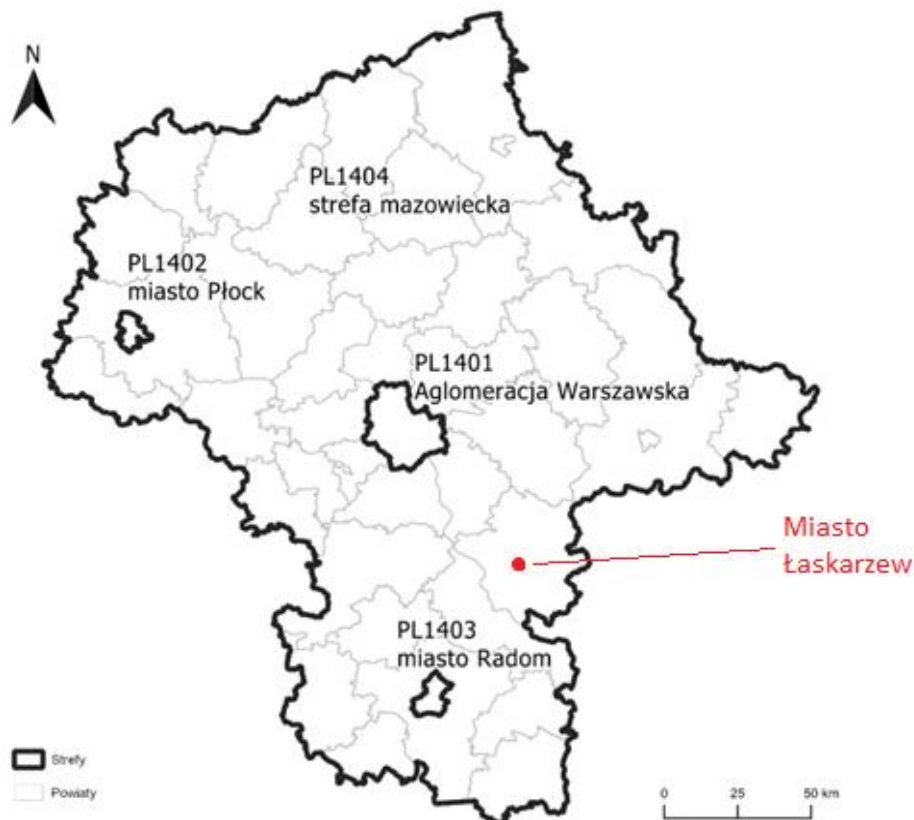 N
PL1404
strefa mazowiecka
PL1402
miasto Płock
PL1401
Aglomeracja Warszawska
Miasto
Łaskarzew
PL1403
miasto Radom
Strefy
Powiaty
0 25 50 km